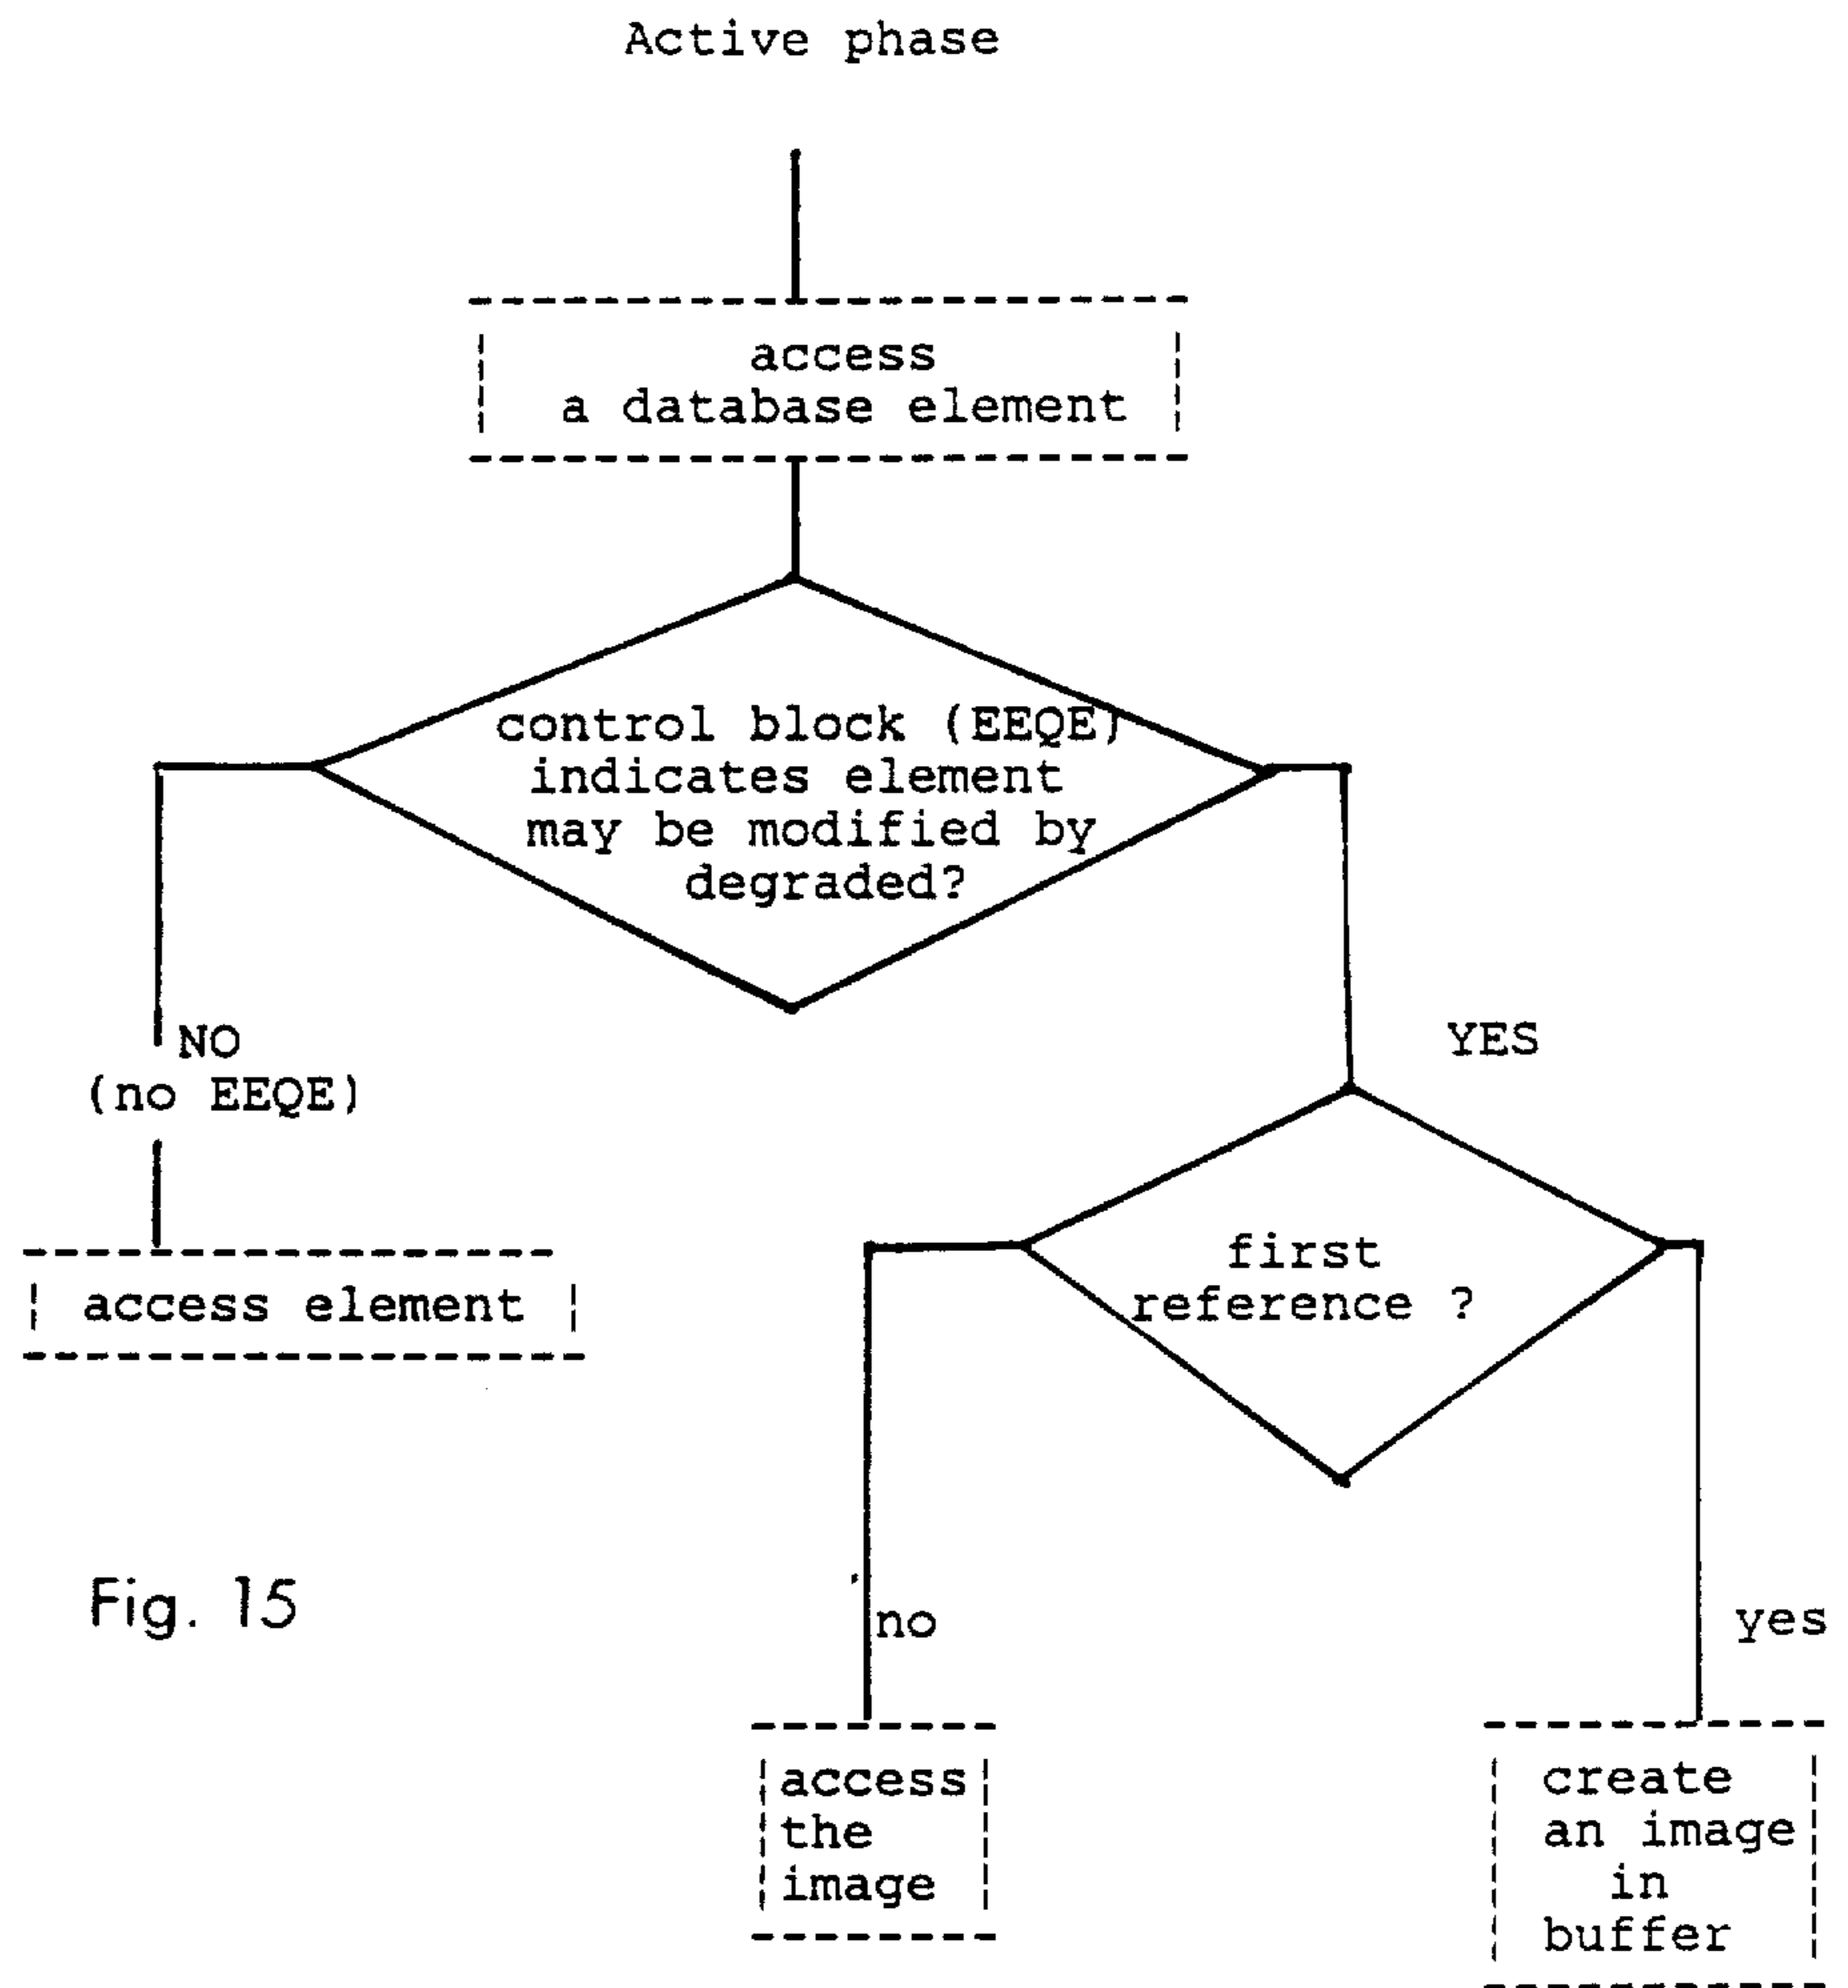 Active phase
access
a database element
control block (EEQE)
indicates element
may be modified by
degraded?
NO
(no EEQE)
YES
access element
first
reference ?
Fig. 15
no
yes
access
the
image
create
an image
in
buffer